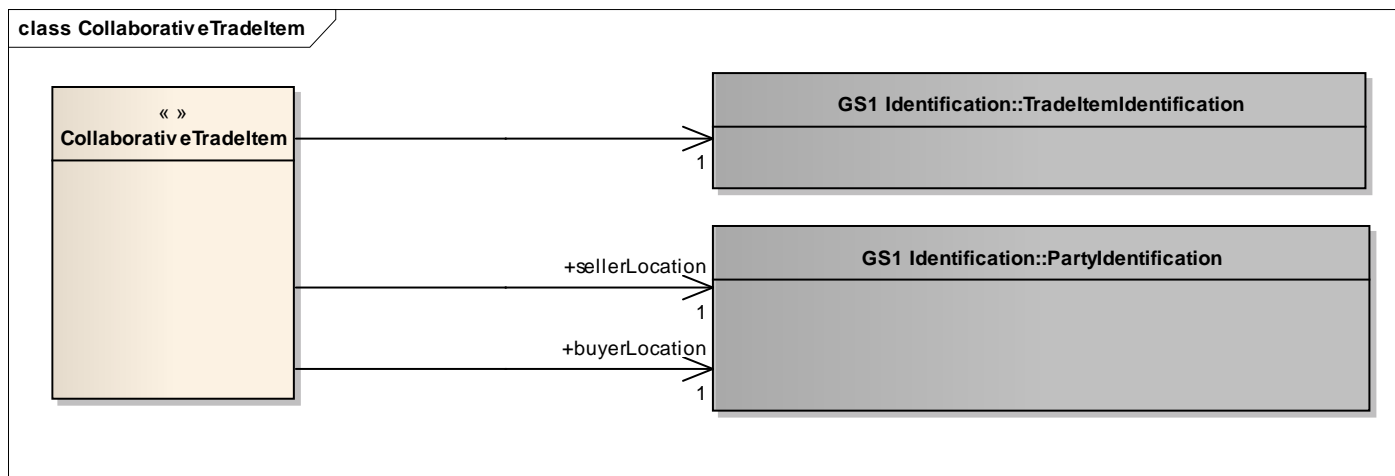 class CollaborativeTradeItem
« »
CollaborativeTradeItem
GS1 Identification::TradeItemIdentification
1
GS1 Identification::PartyIdentification
+sellerLocation
1
+buyerLocation
1